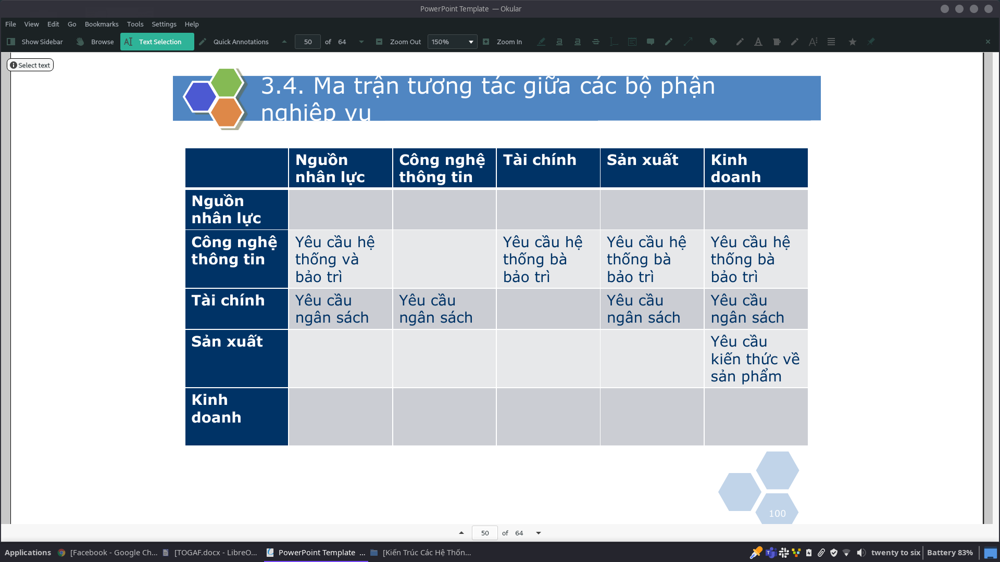 PowerPoint Template — Okular
File View Edit Go Bookmarks Tools Settings Help
Show Sidebar Browse Text Selection Quick Annotations 50 of 64 Zoom Out 150% Zoom In
Select text
3.4. Ma trận tương tác giữa các bộ phận
nghiệp vụ
Nguồn nhân lực Công nghệ thông tin Tài chính Sản xuất Kinh doanh
Nguồn nhân lực
Công nghệ thông tin Yêu cầu hệ thống và bảo trì Yêu cầu hệ thống bà bảo trì Yêu cầu hệ thống bà bảo trì Yêu cầu hệ thống bà bảo trì
Tài chính Yêu cầu ngân sách Yêu cầu ngân sách Yêu cầu ngân sách Yêu cầu ngân sách
Sản xuất Yêu cầu kiến thức về sản phẩm
Kinh doanh
100
50 of 64
Applications [Facebook - Google Ch... [TOGAF.docx - LibreO... PowerPoint Template ... [Kiến Trúc Các Hệ Thốn... twenty to six Battery 83%